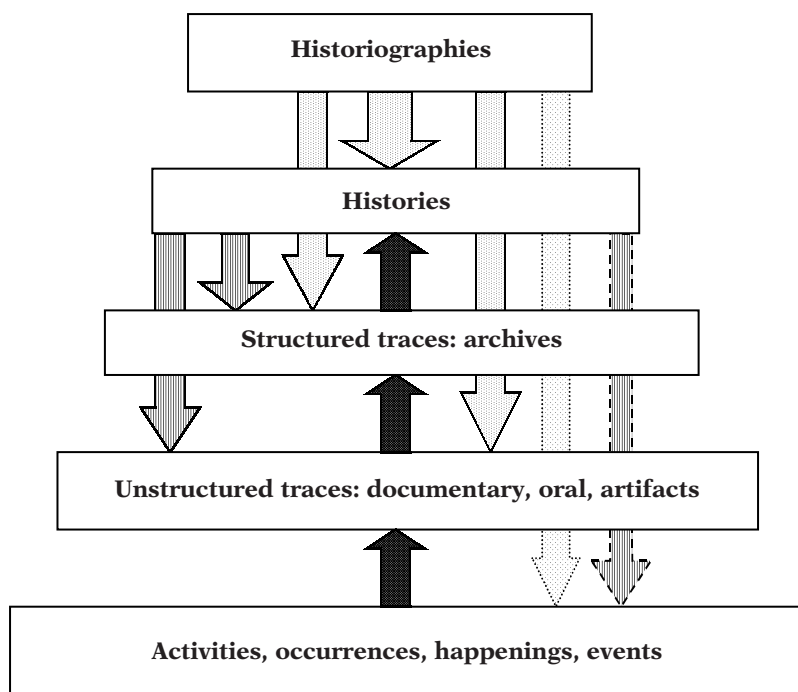 Historiographies
Histories
Structured traces: archives
Unstructured traces: documentary, oral, artifacts
Activities, occurrences, happenings, events